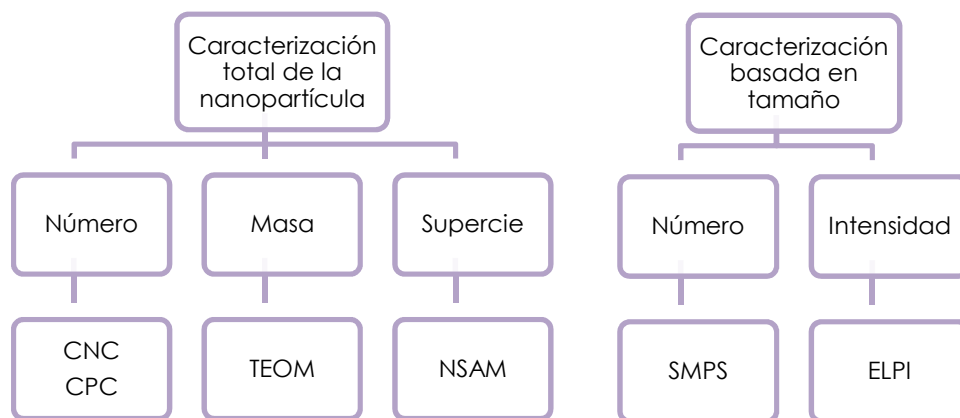 Caracterización
total de la
nanopartícula
Caracterización
basada en
tamaño
Número
Masa
Supercie
Número
Intensidad
CNC
CPC
TEOM
NSAM
SMPS
ELPI